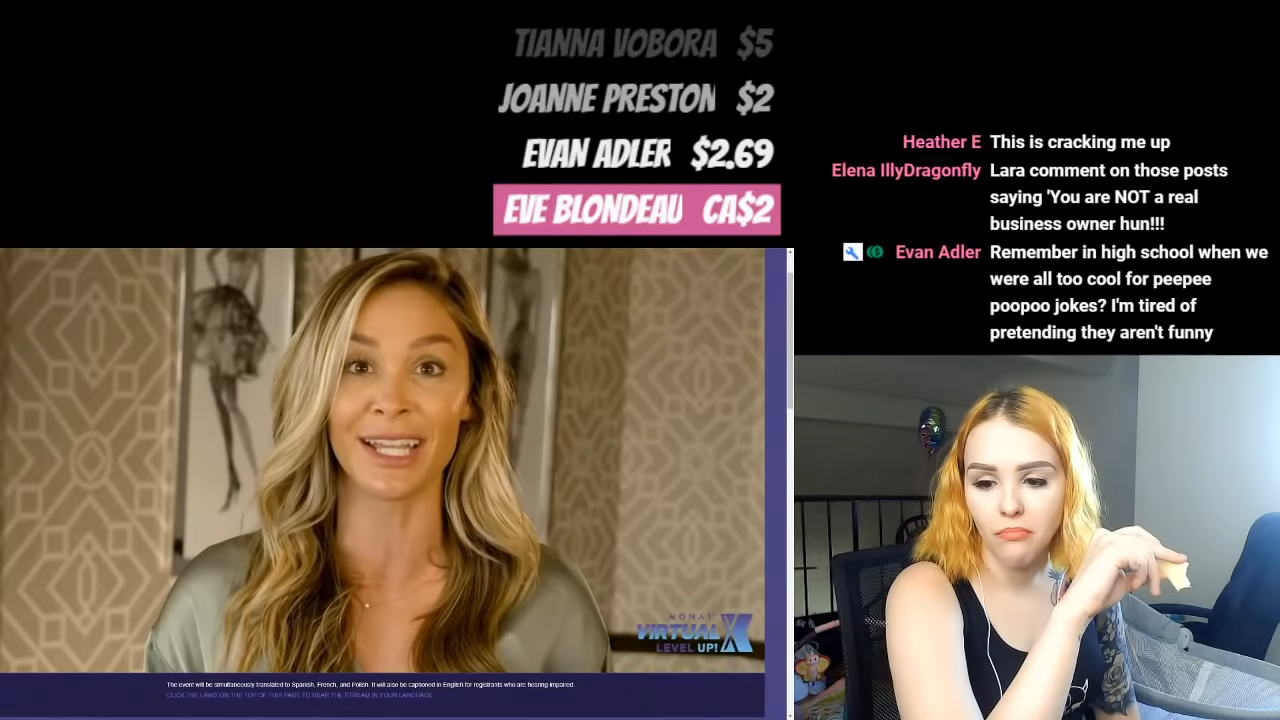 TIANNA VOBORA $5
JOANNE PRESTON $2
EVAN ADLER $2.69
EVE BLONDEAU CA$2
Heather E This is cracking me up
Elena IllyDragonfly Lara comment on those posts
saying 'You are NOT a real
business owner hun!!!
Evan Adler Remember in high school when we
were all too cool for peepee
poopoo jokes? I'm tired of
pretending they aren't funny
MONAT
VIRTUAL X
LEVEL UP!
The event will be simultaneously translated to Spanish, French, and Polish. It will also be captioned in English for registrants who are hearing impaired.
CLICK THE LINKS ON THE TOP OF THIS PAGE TO HEAR THE STREAM IN YOUR LANGUAGE